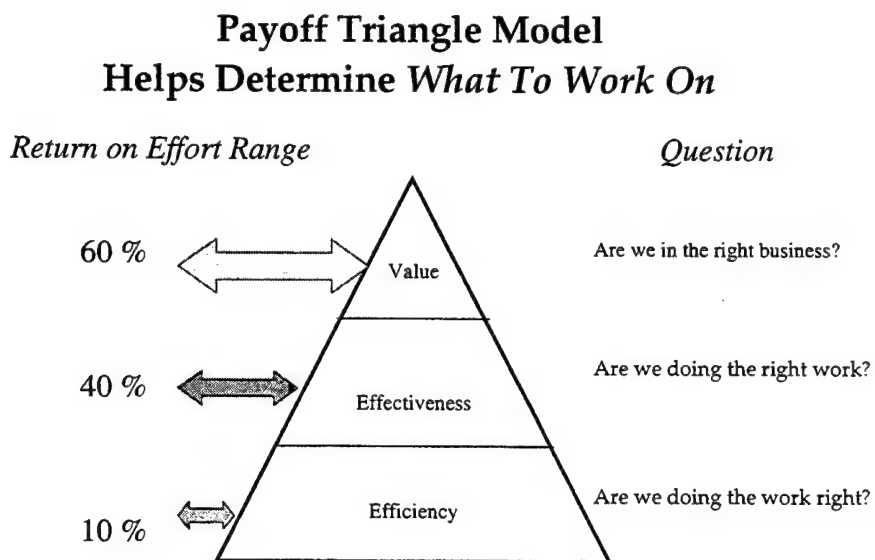 Payoff Triangle Model
Helps Determine What To Work On
Return on Effort Range
Question
60 %
Value
Are we in the right business?
40 %
Effectiveness
Are we doing the right work?
10 %
Efficiency
Are we doing the work right?